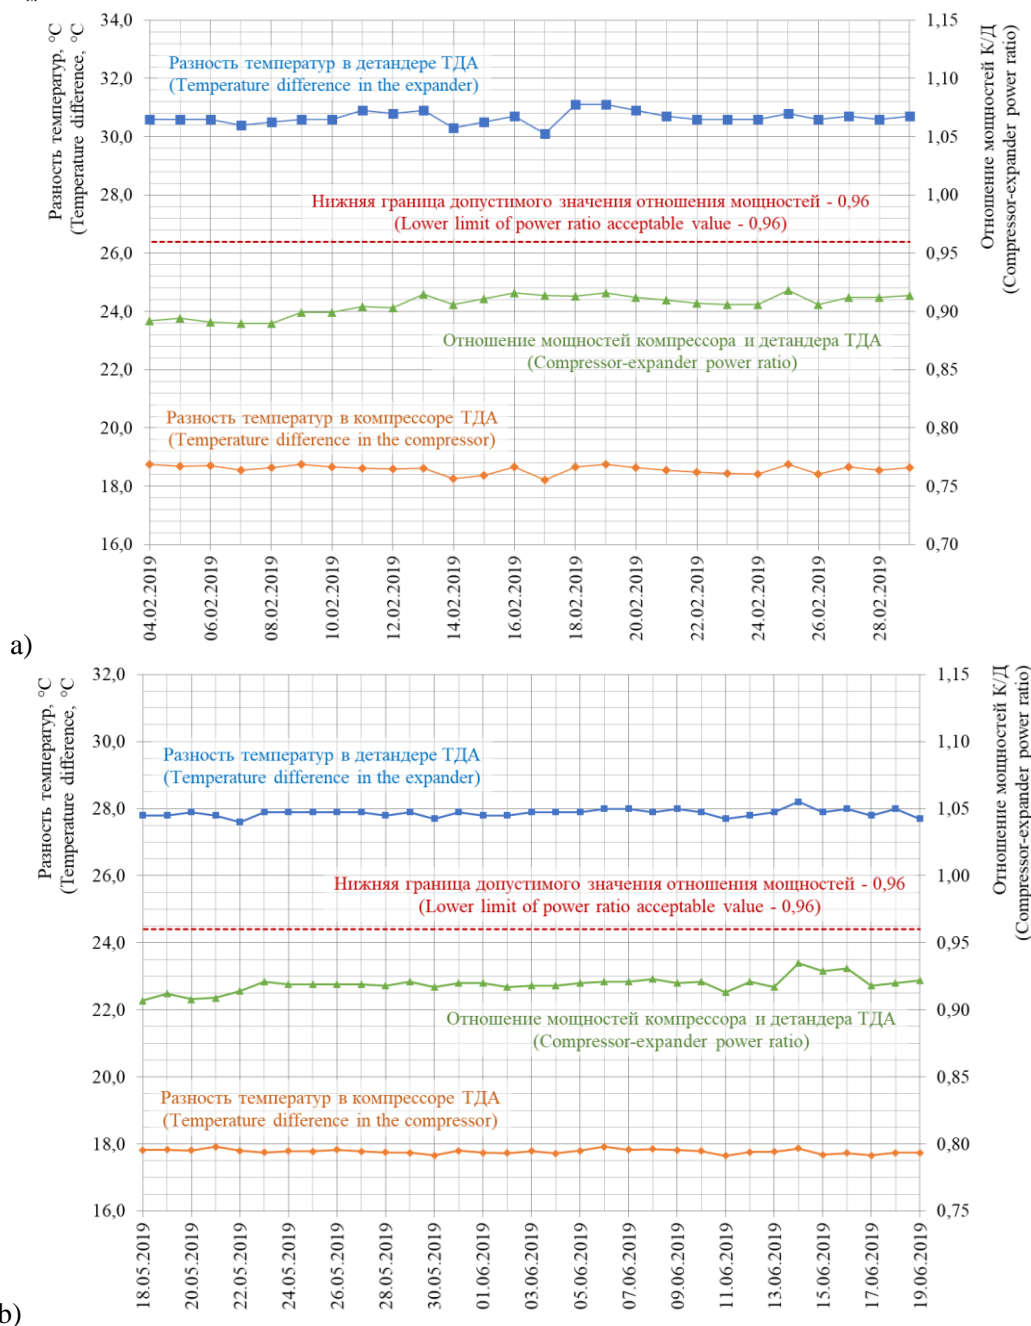 Разность температур, °C
(Temperature difference, °C
34,0
32,0
30,0
28,0
26,0
24,0
22,0
20,0
18,0
16,0
Разность температур в детандере ТДА
(Temperature difference in the expander)
Нижняя граница допустимого значения отношения мощностей - 0,96
(Lower limit of power ratio acceptable value - 0,96)
Отношение мощностей компрессора и детандера ТДА
(Compressor-expander power ratio)
Разность температур в компрессоре ТДА
(Temperature difference in the compressor)
1,15
1,10
1,05
1,00
0,95
0,90
0,85
0,80
0,75
0,70
Отношение мощностей К/Д
(Compressor-expander power ratio)
04.02.2019
06.02.2019
08.02.2019
10.02.2019
12.02.2019
14.02.2019
16.02.2019
18.02.2019
20.02.2019
22.02.2019
24.02.2019
26.02.2019
28.02.2019
a)
Разность температур, °C
(Temperature difference, °C
32,0
30,0
28,0
26,0
24,0
22,0
20,0
18,0
16,0
Разность температур в детандере ТДА
(Temperature difference in the expander)
Нижняя граница допустимого значения отношения мощностей - 0,96
(Lower limit of power ratio acceptable value - 0,96)
Отношение мощностей компрессора и детандера ТДА
(Compressor-expander power ratio)
Разность температур в компрессоре ТДА
(Temperature difference in the compressor)
1,15
1,10
1,05
1,00
0,95
0,90
0,85
0,80
0,75
Отношение мощностей К/Д
(Compressor-expander power ratio)
18.05.2019
20.05.2019
22.05.2019
24.05.2019
26.05.2019
28.05.2019
30.05.2019
01.06.2019
03.06.2019
05.06.2019
07.06.2019
09.06.2019
11.06.2019
13.06.2019
15.06.2019
17.06.2019
19.06.2019
b)